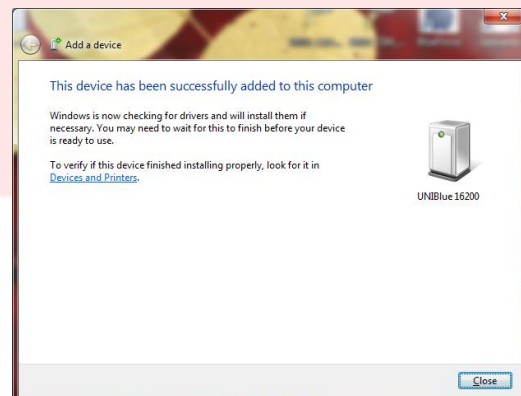 Add a device
This device has been successfully added to this computer
Windows is now checking for drivers and will install them if
necessary. You may need to wait for this to finish before your device
is ready to use.
To verify if this device finished installing properly, look for it in
Devices and Printers.
UNIBlue 16200
Close